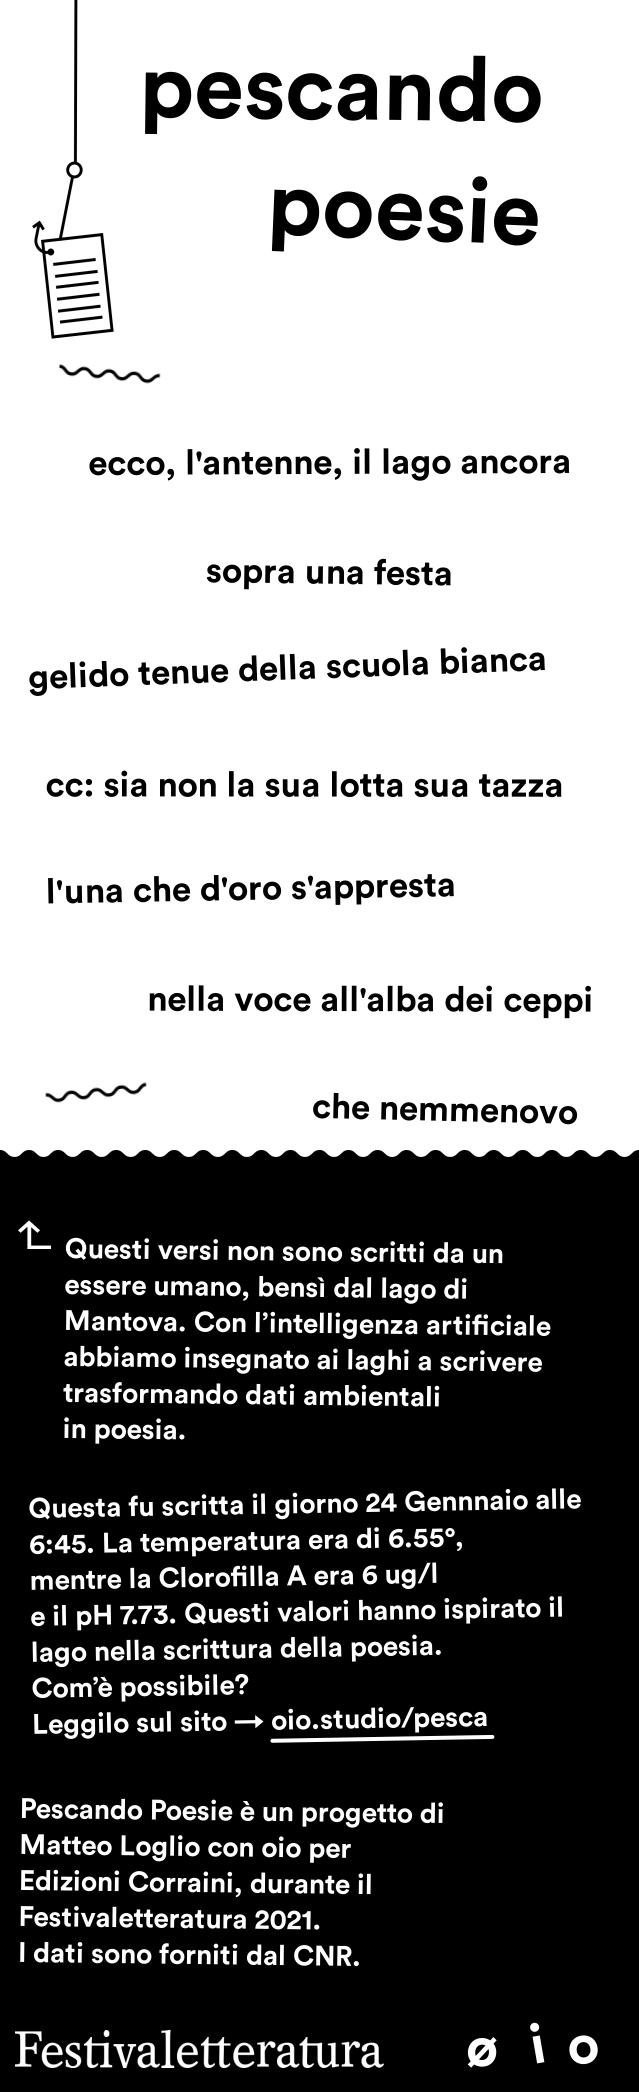 pescando
poesie
ecco, l'antenne, il lago ancora
sopra una festa
gelido tenue della scuola bianca
cc: sia non la sua lotta sua tazza
l'una che d'oro s'appresta
nella voce all'alba dei ceppi
che nemmenovo
Questi versi non sono scritti da un
essere umano, bensì dal lago di
Mantova. Con l’intelligenza artificiale
abbiamo insegnato ai laghi a scrivere
trasformando dati ambientali
in poesia.
Questa fu scritta il giorno 24 Gennnaio alle
6:45. La temperatura era di 6.55°,
mentre la Clorofilla A era 6 ug/l
e il pH 7.73. Questi valori hanno ispirato il
lago nella scrittura della poesia.
Com’è possibile?
Leggilo sul sito → oio.studio/pesca
Pescando Poesie è un progetto di
Matteo Loglio con oio per
Edizioni Corraini, durante il
Festivaletteratura 2021.
I dati sono forniti dal CNR.
Festivaletteratura ø i o